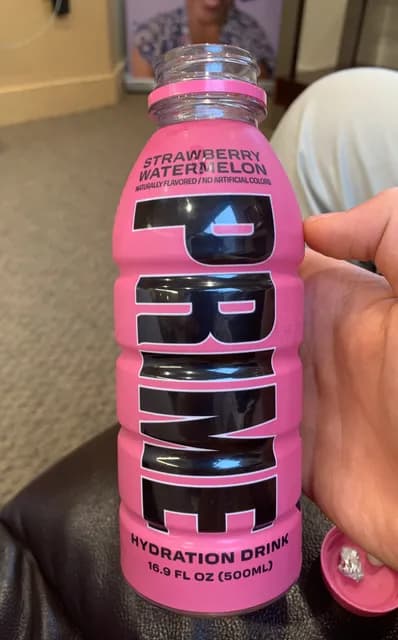 STRAWBERRY
WATERMELON
NATURALLY FLAVORED / NO ARTIFICIAL COLORS
PRIME
HYDRATION DRINK
16.9 FL OZ (500ML)